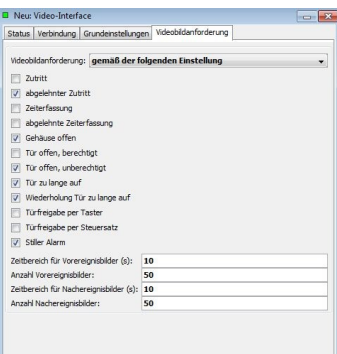 Neu: Video-Interface
Status Verbindung Grundeinstellungen Videobildanforderung
Videobildanforderung: gemäß der folgenden Einstellung
Zutritt
abgelehnter Zutritt
Zeiterfassung
abgelehnte Zeiterfassung
Gehäuse offen
Tür offen, berechtigt
Tür offen, unberechtigt
Tür zu lange auf
Wiederholung Tür zu lange auf
Türfreigabe per Taster
Türfreigabe per Steuersatz
Stiller Alarm
Zeitbereich für Vorereignisbilder (s): 10
Anzahl Vorereignisbilder: 50
Zeitbereich für Nachereignisbilder (s): 10
Anzahl Nachereignisbilder: 50